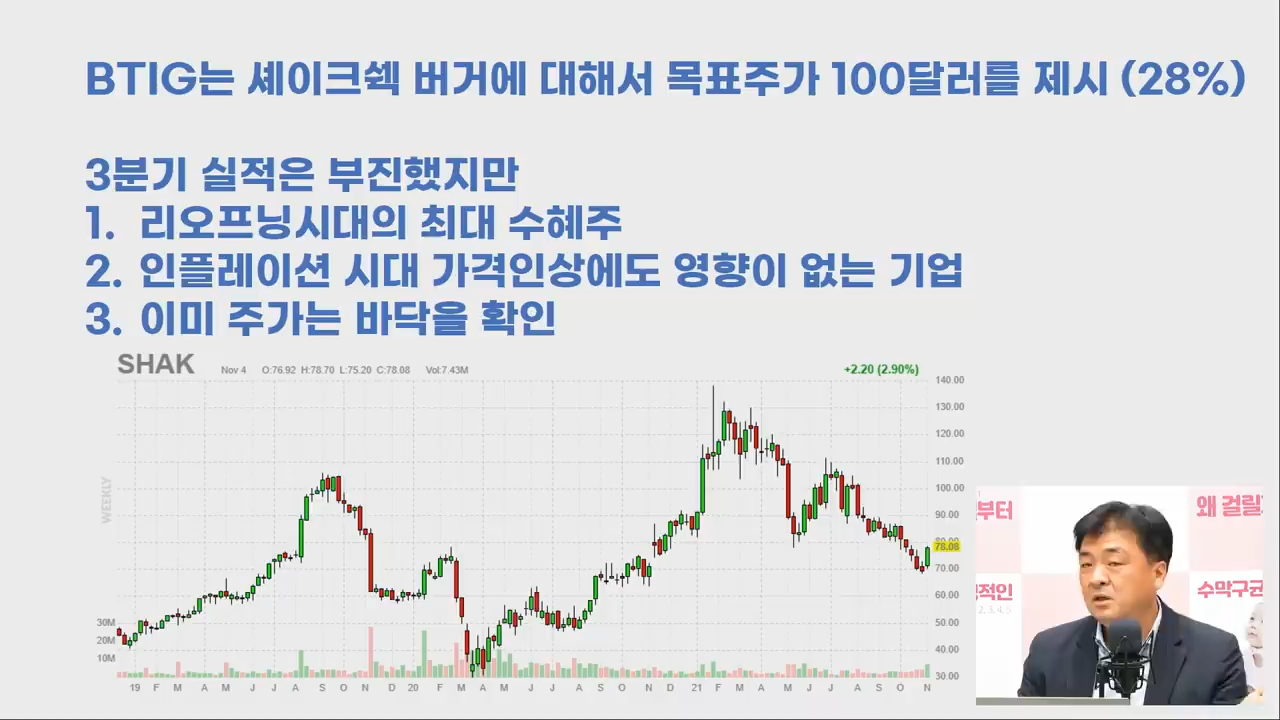 BTIG는 셰이크쉑 버거에 대해서 목표주가 100달러를 제시 (28%)
3분기 실적은 부진했지만
1. 리오프닝시대의 최대 수혜주
2. 인플레이션 시대 가격인상에도 영향이 없는 기업
3. 이미 주가는 바닥을 확인
SHAK Nov 4 O:76.92 H:78.70 L:75.20 C:78.08 Vol:7.43M +2.20 (2.90%)
140.00
130.00
120.00
110.00
100.00
90.00
80.00
78.08
70.00
60.00
50.00
40.00
30.00
WEEKLY
30M
20M
10M
19 F M A M J J A S O N D 20 F M A M J J A S O N D 21 F M A M J J A S O N
부터
왜 걸릴
적인
2, 3, 4, 5
수막구균